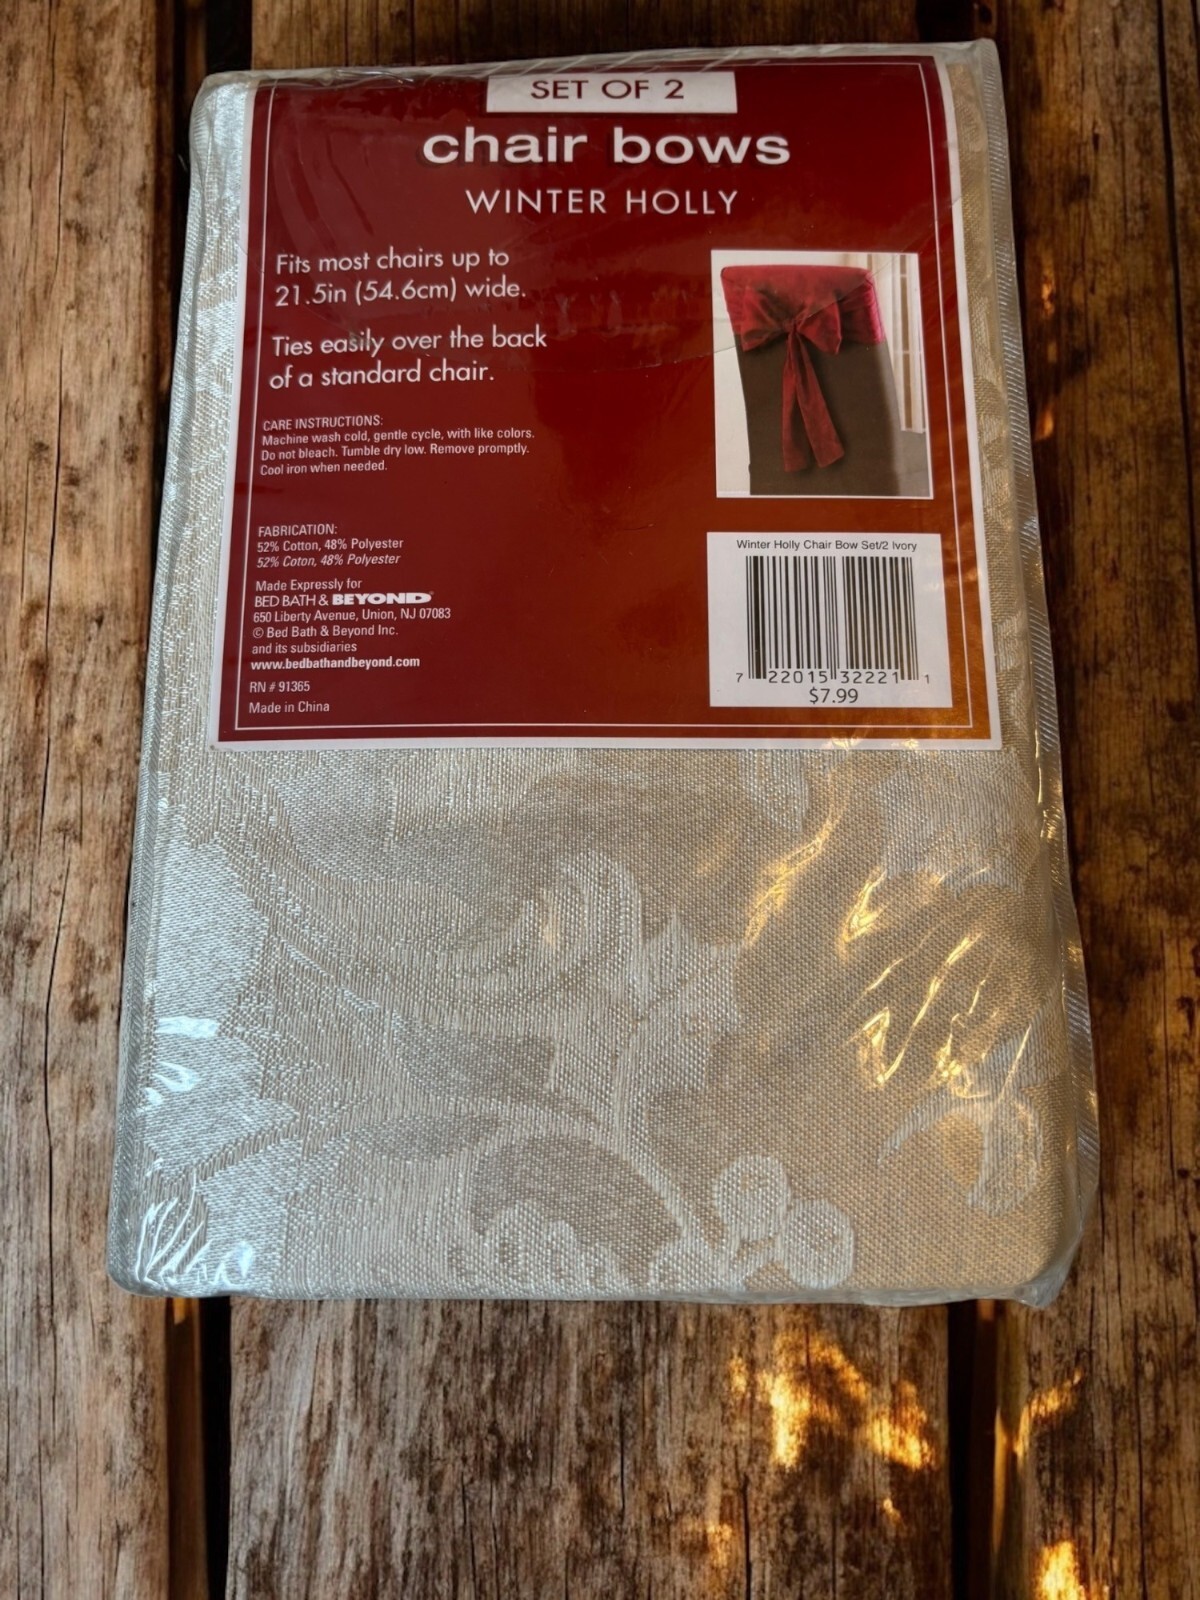 SET OF 2
chair bows
WINTER HOLLY
Fits most chairs up to
21.5in (54.6cm) wide.
Ties easily over the back
of a standard chair.
CARE INSTRUCTIONS:
Machine wash cold, gentle cycle, with like colors.
Do not bleach. Tumble dry low. Remove promptly.
Cool iron when needed.
FABRICATION:
52% Cotton, 48% Polyester
52% Coton, 48% Polyester
Made Expressly for
BED BATH & BEYOND®
650 Liberty Avenue, Union, NJ 07083
© Bed Bath & Beyond Inc.
and its subsidiaries
www.bedbathandbeyond.com
RN # 91365
Made in China
Winter Holly Chair Bow Set/2 Ivory
7 22015 32221 1
$7.99